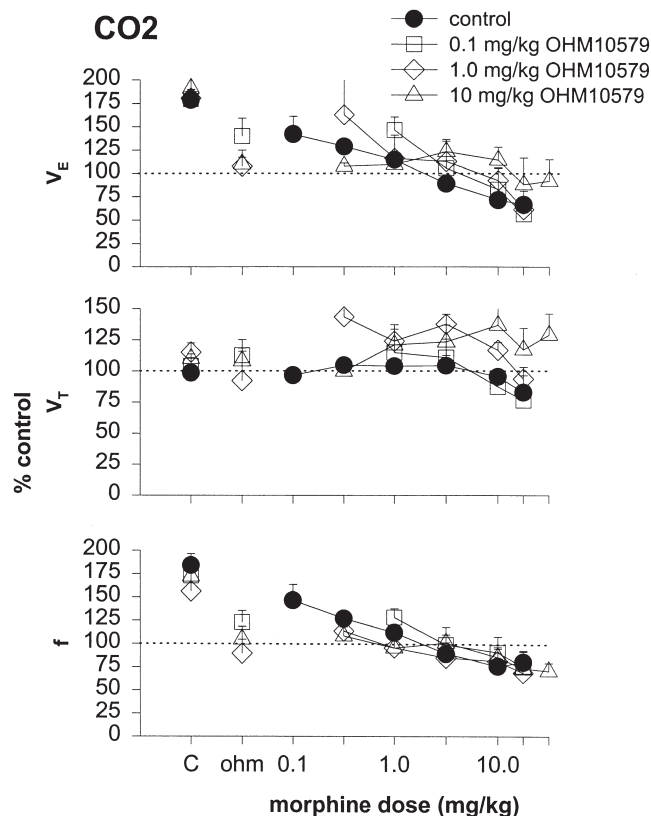 CO2
control
0.1 mg/kg OHM10579
1.0 mg/kg OHM10579
10 mg/kg OHM10579
200
175
150
125
100
75
50
25
0
VE
150
125
100
75
50
25
0
VT
% control
200
175
150
125
100
75
50
25
0
f
C ohm 0.1 1.0 10.0
morphine dose (mg/kg)